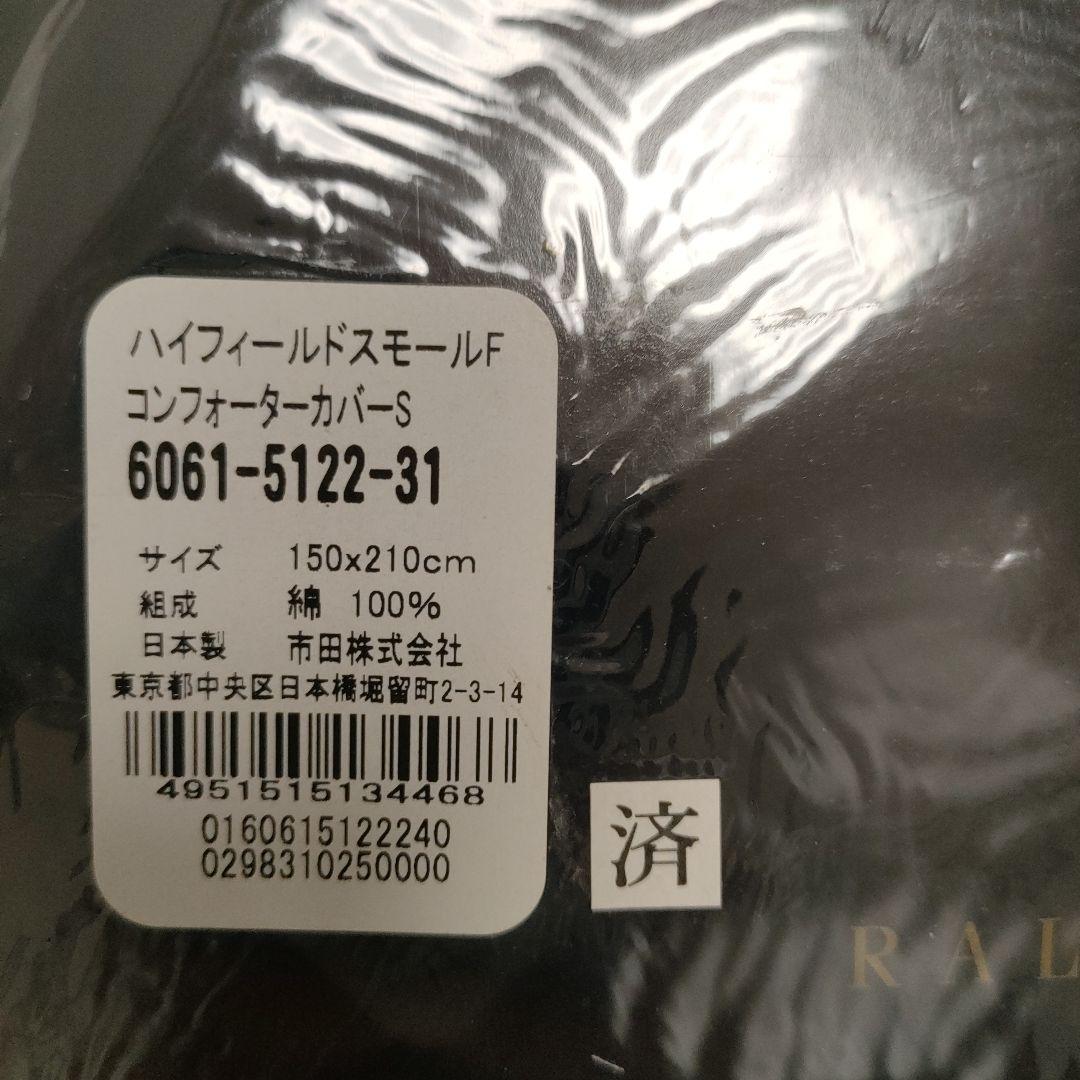 ハイフィールドスモールF
コンフォーターカバーS
6061-5122-31
サイズ 150x210cm
組成 綿 100%
日本製 市田株式会社
東京都中央区日本橋堀留町2-3-14
4951515134468
0160615122240
0298310250000
済
RAL